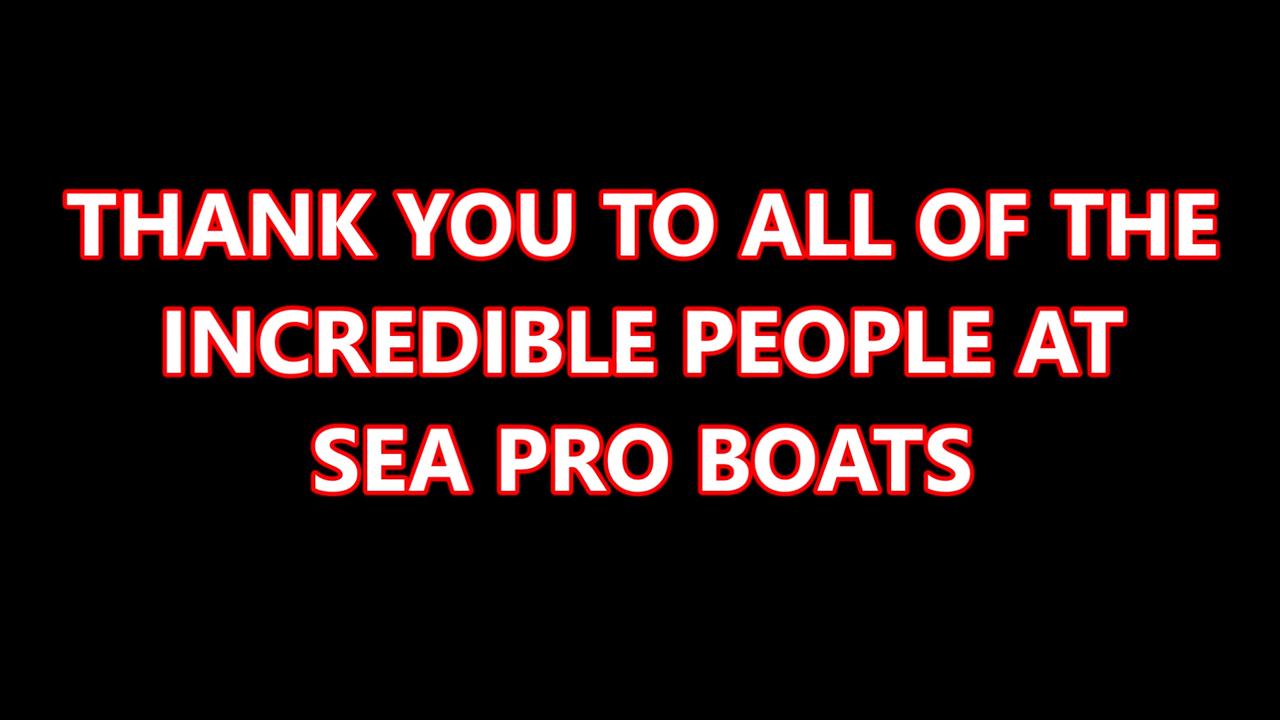 THANK YOU TO ALL OF THE
INCREDIBLE PEOPLE AT
SEA PRO BOATS